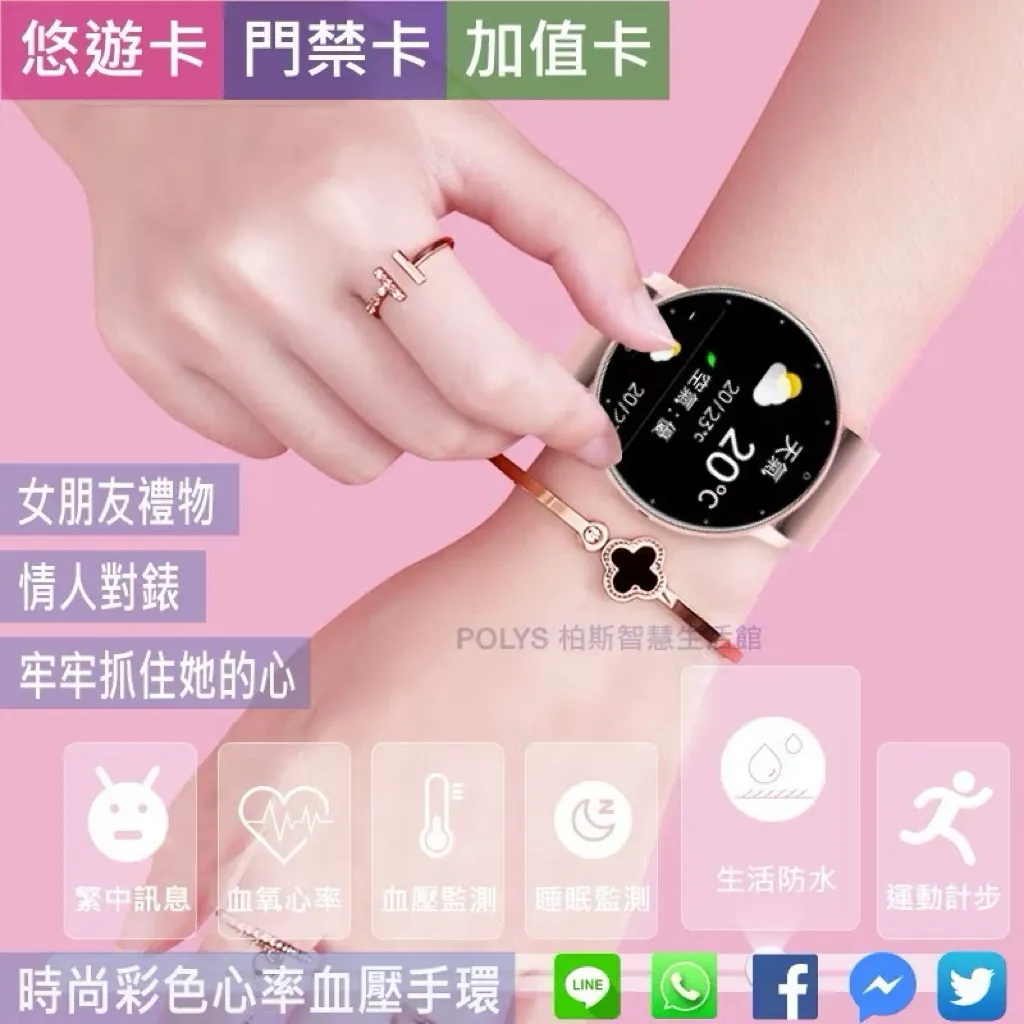 悠遊卡 門禁卡 加值卡
天氣
20°C
20/23°C
空氣:優
20/2
女朋友禮物
情人對錶
牢牢抓住她的心
POLYS 柏斯智慧生活館
繁中訊息
血氧心率
血壓監測
睡眠監測
生活防水
運動計步
時尚彩色心率血壓手環
LINE